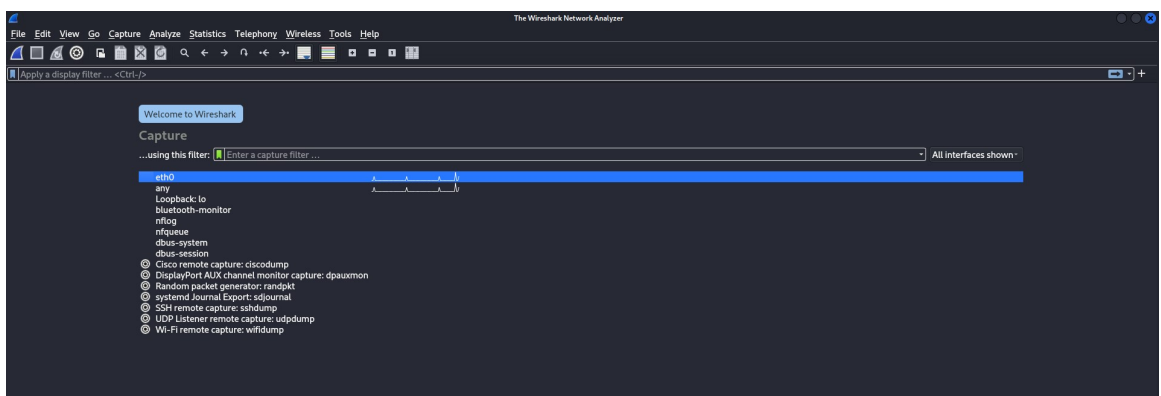 The Wireshark Network Analyzer
File Edit View Go Capture Analyze Statistics Telephony Wireless Tools Help
Apply a display filter ... <Ctrl-/>
Welcome to Wireshark
Capture
...using this filter: Enter a capture filter ... All interfaces shown
eth0
any
Loopback: lo
bluetooth-monitor
nflog
nfqueue
dbus-system
dbus-session
Cisco remote capture: ciscodump
DisplayPort AUX channel monitor capture: dpauxmon
Random packet generator: randpkt
systemd Journal Export: sdjournal
SSH remote capture: sshdump
UDP Listener remote capture: udpdump
Wi-Fi remote capture: wifidump